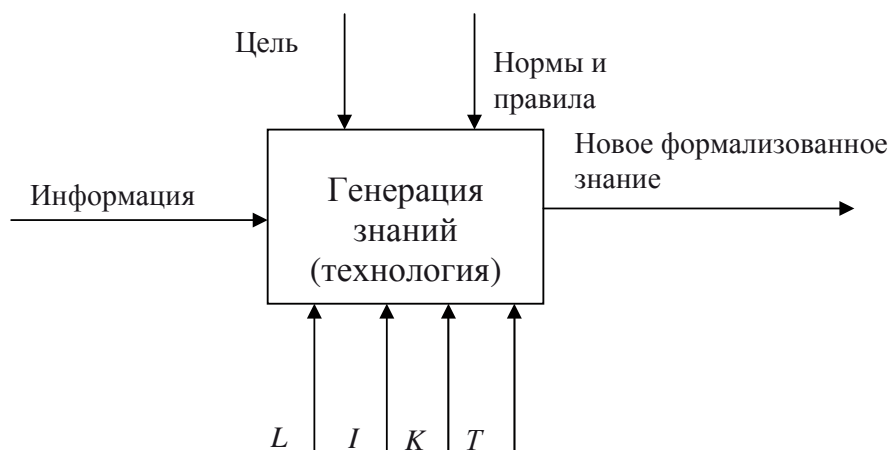 Цель
Нормы и
правила
Новое формализованное
знание
Информация
Генерация
знаний
(технология)
L I K T